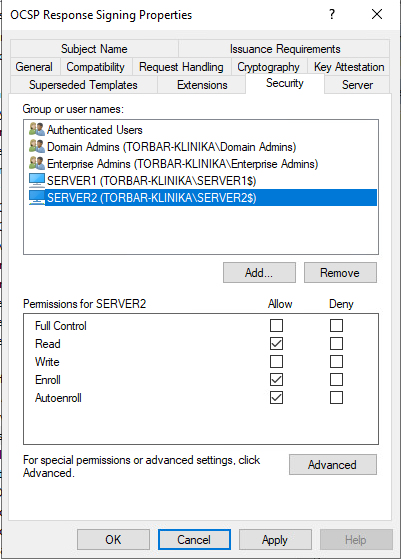 OCSP Response Signing Properties
Subject Name Issuance Requirements
General Compatibility Request Handling Cryptography Key Attestation
Superseded Templates Extensions Security Server
Group or user names:
Authenticated Users
Domain Admins (TORBAR-KLINIKA\Domain Admins)
Enterprise Admins (TORBAR-KLINIKA\Enterprise Admins)
SERVER1 (TORBAR-KLINIKA\SERVER1$)
SERVER2 (TORBAR-KLINIKA\SERVER2$)
Add... Remove
Permissions for SERVER2 Allow Deny
Full Control
Read
Write
Enroll
Autoenroll
For special permissions or advanced settings, click
Advanced.
Advanced
OK Cancel Apply Help